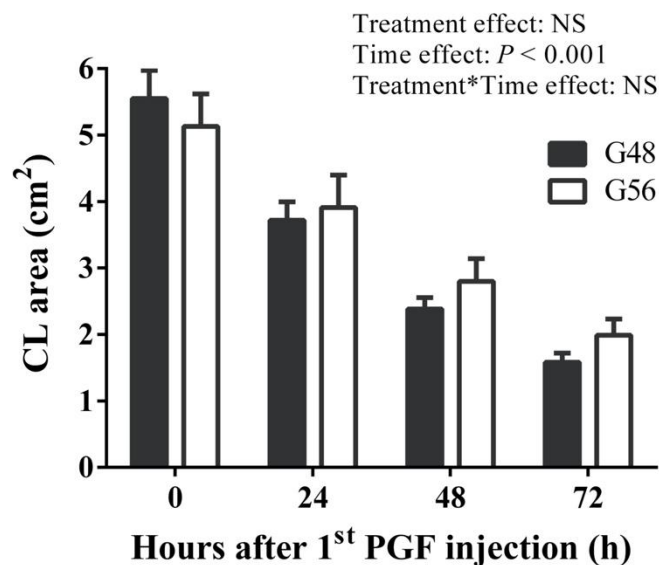 Treatment effect: NS
Time effect: P < 0.001
Treatment*Time effect: NS
G48
G56
CL area (cm²)
6
5
4
3
2
1
0
0 24 48 72
Hours after 1st PGF injection (h)